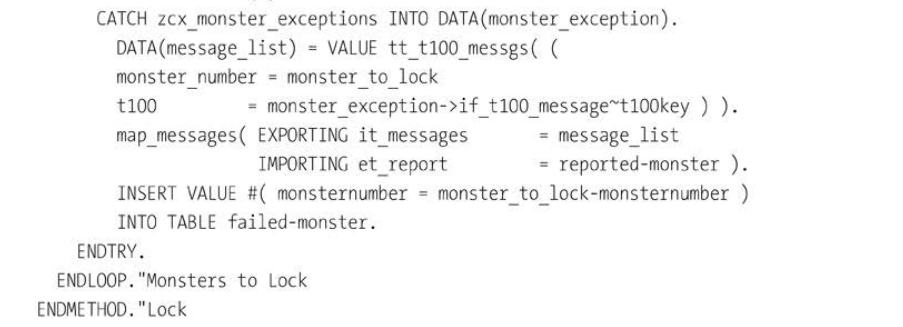 CATCH zcx_monster_exceptions INTO DATA(monster_exception).
DATA(message_list) = VALUE tt_t100_messgs( (
monster_number = monster_to_lock
t100 = monster_exception->if_t100_message~t100key ) ).
map_messages( EXPORTING it_messages = message_list
IMPORTING et_report = reported-monster ).
INSERT VALUE #( monsternumber = monster_to_lock-monsternumber )
INTO TABLE failed-monster.
ENDTRY.
ENDLOOP."Monsters to Lock
ENDMETHOD."Lock